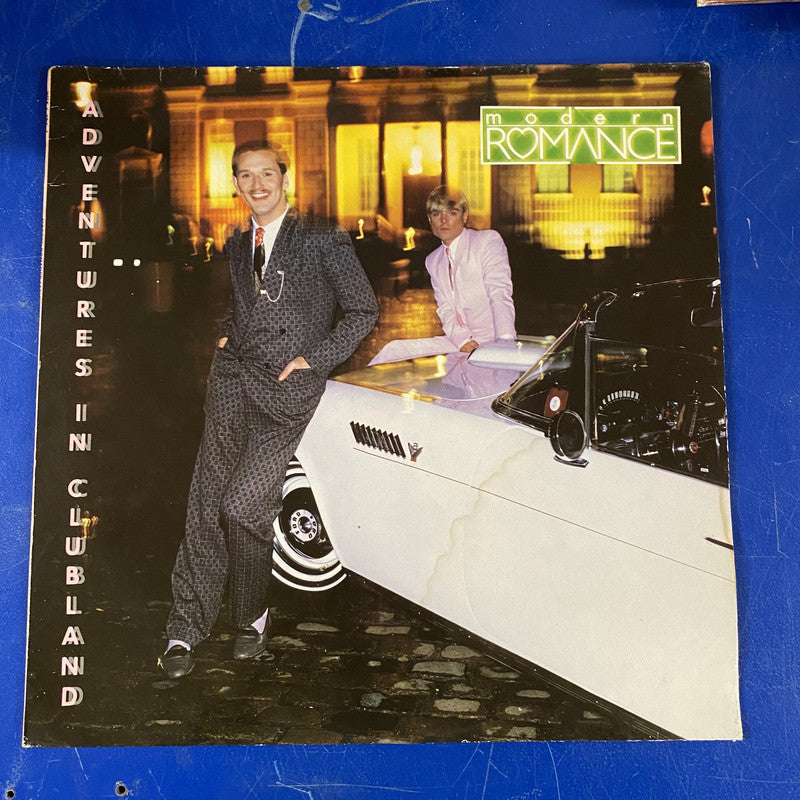 modern
ROMANCE
ADVENTURES IN CLUBLAND